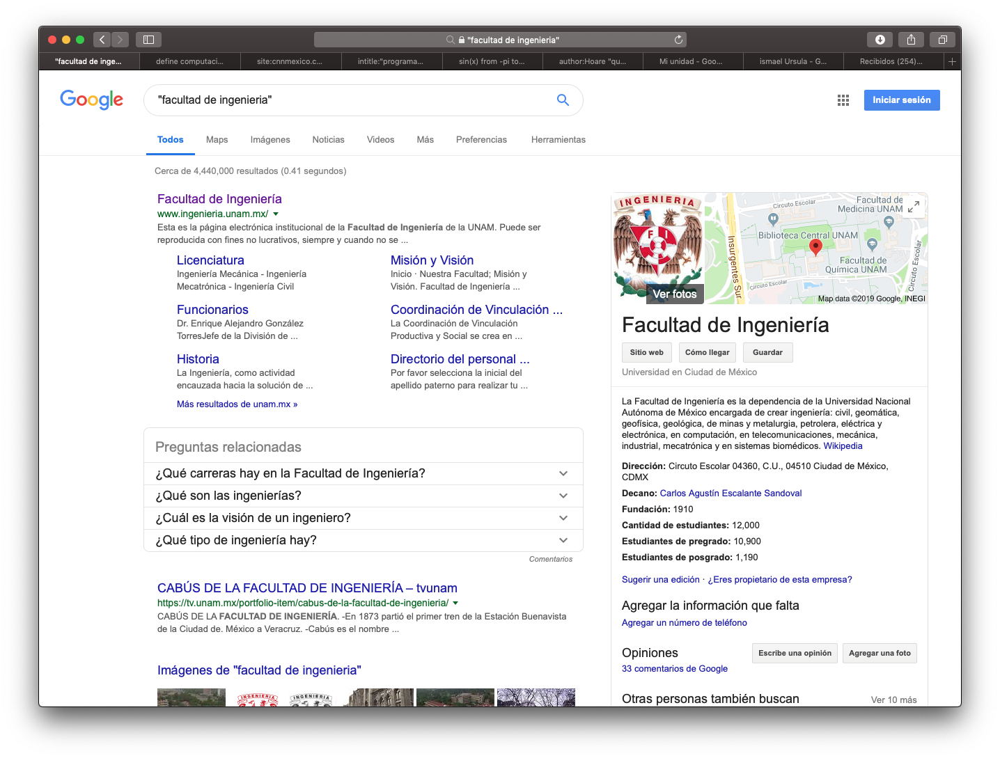 "facultad de ingenieria"
"facultad de inge...
define computaci...
site:cnnmexico.c...
intitle:"programa...
sin(x) from -pi to...
author:Hoare "qu...
Mi unidad - Goo...
ismael Ursula - G...
Recibidos (254)...
Google
"facultad de ingenieria"
Iniciar sesión
Todos
Maps
Imágenes
Noticias
Videos
Más
Preferencias
Herramientas
Cerca de 4,440,000 resultados (0.41 segundos)
Facultad de Ingeniería
www.ingenieria.unam.mx/
Esta es la página electrónica institucional de la Facultad de Ingeniería de la UNAM. Puede ser
reproducida con fines no lucrativos, siempre y cuando no se ...
Licenciatura
Ingeniería Mecánica - Ingeniería
Mecatrónica - Ingeniería Civil
Misión y Visión
Inicio · Nuestra Facultad; Misión y
Visión. Facultad de Ingeniería ...
Funcionarios
Dr. Enrique Alejandro González
TorresJefe de la División de ...
Coordinación de Vinculación ...
La Coordinación de Vinculación
Productiva y Social se crea en ...
Historia
La Ingeniería, como actividad
encauzada hacia la solución de ...
Directorio del personal ...
Por favor selecciona la inicial del
apellido paterno para realizar tu ...
Más resultados de unam.mx »
Preguntas relacionadas
¿Qué carreras hay en la Facultad de Ingeniería?
¿Qué son las ingenierías?
¿Cuál es la visión de un ingeniero?
¿Qué tipo de ingeniería hay?
Comentarios
CABÚS DE LA FACULTAD DE INGENIERÍA – tvunam
https://tv.unam.mx/portfolio-item/cabus-de-la-facultad-de-ingenieria/
CABÚS DE LA FACULTAD DE INGENIERÍA. -En 1873 partió el primer tren de la Estación Buenavista
de la Ciudad de. México a Veracruz. -Cabús es el nombre ...
Imágenes de "facultad de ingenieria"
INGENIERIA
INGENIERIA
INGENIERIA
FI
Ver fotos
Circuito Escolar
Facultad de
Medicina UNAM
Biblioteca Central UNAM
Insurgentes Sur
Facultad de
Química UNAM
Circuito Escolar
Circuito Escolar
Map data ©2019 Google, INEGI
Facultad de Ingeniería
Sitio web
Cómo llegar
Guardar
Universidad en Ciudad de México
La Facultad de Ingeniería es la dependencia de la Universidad Nacional
Autónoma de México encargada de crear ingeniería: civil, geomática,
geofísica, geológica, de minas y metalurgia, petrolera, eléctrica y
electrónica, en computación, en telecomunicaciones, mecánica,
industrial, mecatrónica y en sistemas biomédicos. Wikipedia
Dirección: Circuto Escolar 04360, C.U., 04510 Ciudad de México,
CDMX
Decano: Carlos Agustín Escalante Sandoval
Fundación: 1910
Cantidad de estudiantes: 12,000
Estudiantes de pregrado: 10,900
Estudiantes de posgrado: 1,190
Sugerir una edición · ¿Eres propietario de esta empresa?
Agregar la información que falta
Agregar un número de teléfono
Opiniones
Escribe una opinión
Agregar una foto
33 comentarios de Google
Otras personas también buscan
Ver 10 más